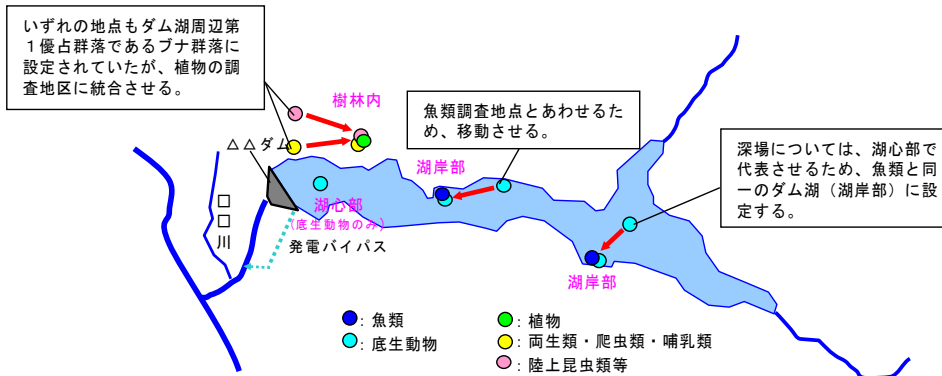 いずれの地点もダム湖周辺第
1優占群落であるブナ群落に
設定されていたが、植物の調
査地区に統合させる。
樹林内
魚類調査地点とあわせるた
め、移動させる。
深場については、湖心部で
代表させるため、魚類と同
一のダム湖（湖岸部）に設
定する。
△△ダム
湖岸部
湖心部
(底生動物のみ)
発電バイパス
口口川
湖岸部
：魚類
：底生動物
：植物
：両生類・爬虫類・哺乳類
：陸上昆虫類等